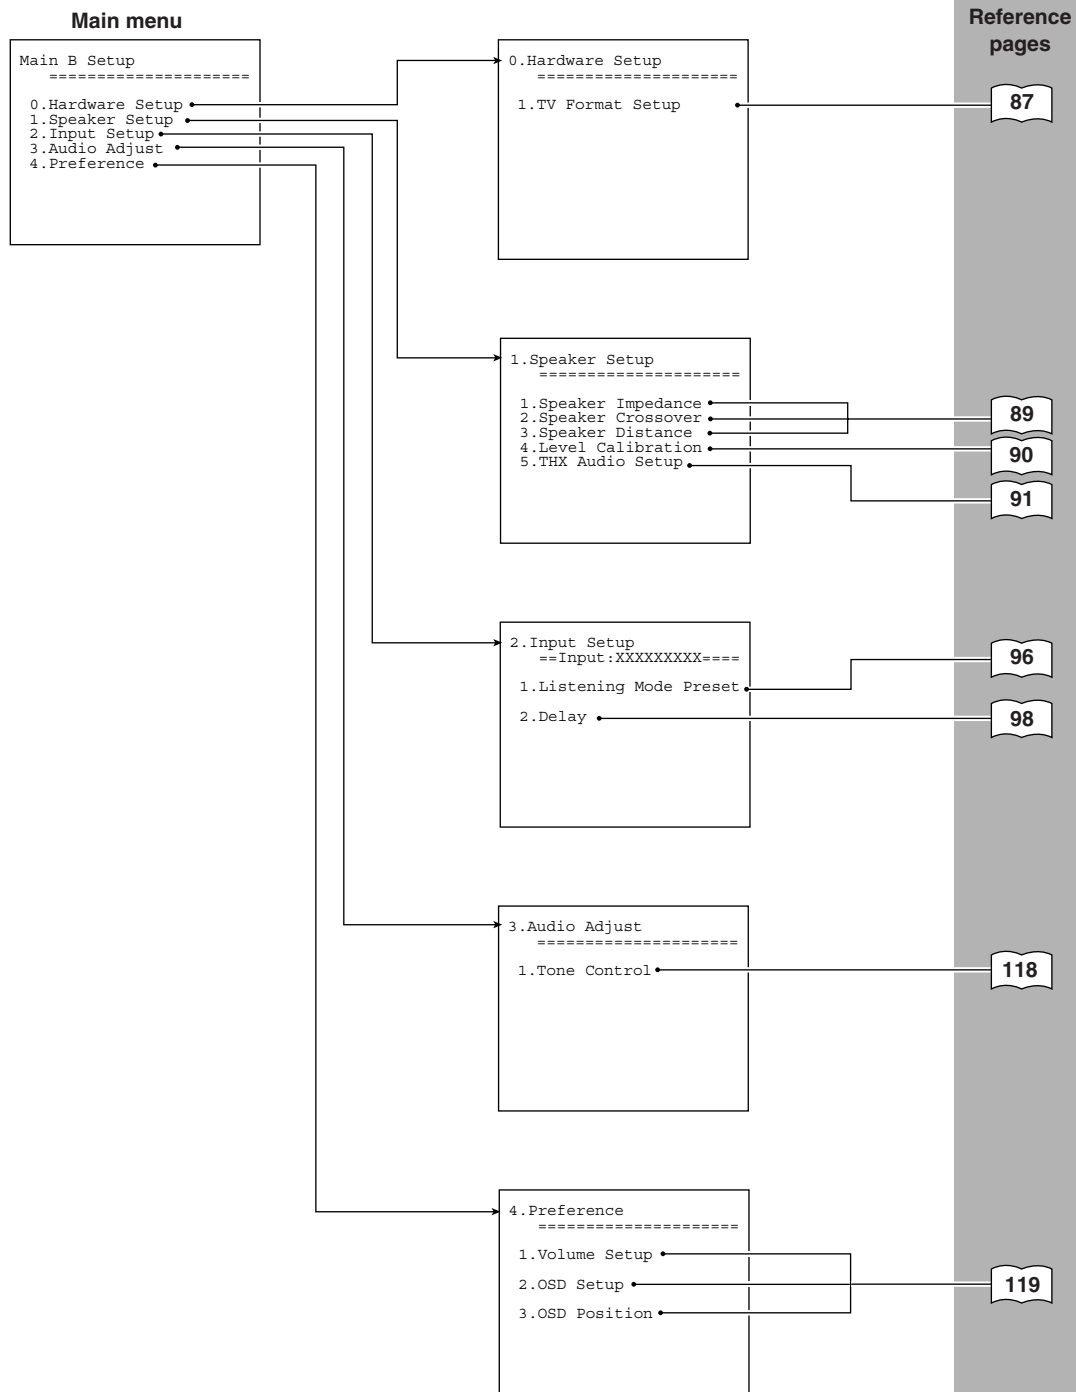 Main menu
Reference
pages
Main B Setup
=====================
0.Hardware Setup
1.Speaker Setup
2.Input Setup
3.Audio Adjust
4.Preference
0.Hardware Setup
=====================
1.TV Format Setup
87
1.Speaker Setup
=====================
1.Speaker Impedance
2.Speaker Crossover
3.Speaker Distance
4.Level Calibration
5.THX Audio Setup
89
90
91
2.Input Setup
==Input:XXXXXXXXX====
1.Listening Mode Preset
2.Delay
96
98
3.Audio Adjust
=====================
1.Tone Control
118
4.Preference
=====================
1.Volume Setup
2.OSD Setup
3.OSD Position
119